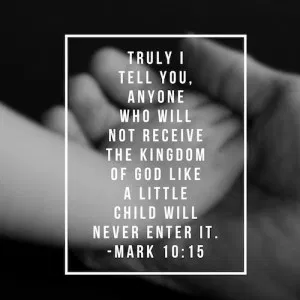 TRULY I
TELL YOU,
ANYONE
WHO WILL
NOT RECEIVE
THE KINGDOM
OF GOD LIKE
A LITTLE
CHILD WILL
NEVER ENTER IT.
-MARK 10:15